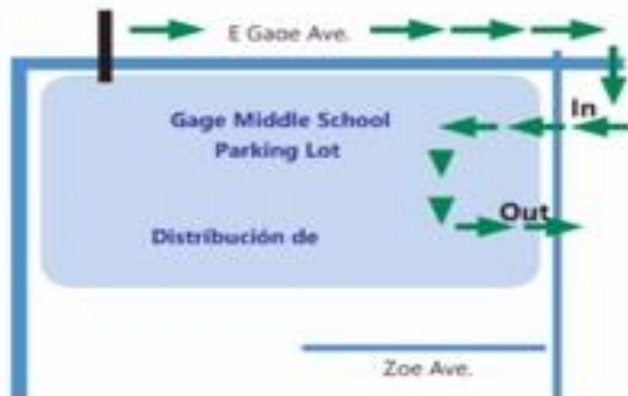 E Gage Ave.
In
Gage Middle School
Parking Lot
Out
Distribución de
Zoe Ave.